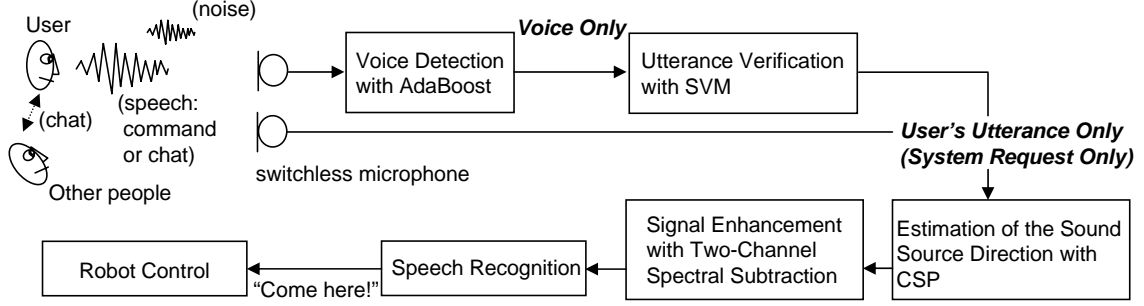 User
(noise)
Voice Only
Voice Detection
with AdaBoost
Utterance Verification
with SVM
(speech:
command
or chat)
(chat)
Other people
switchless microphone
User's Utterance Only
(System Request Only)
Estimation of the Sound
Source Direction with
CSP
Signal Enhancement
with Two-Channel
Spectral Subtraction
Speech Recognition
“Come here!”
Robot Control